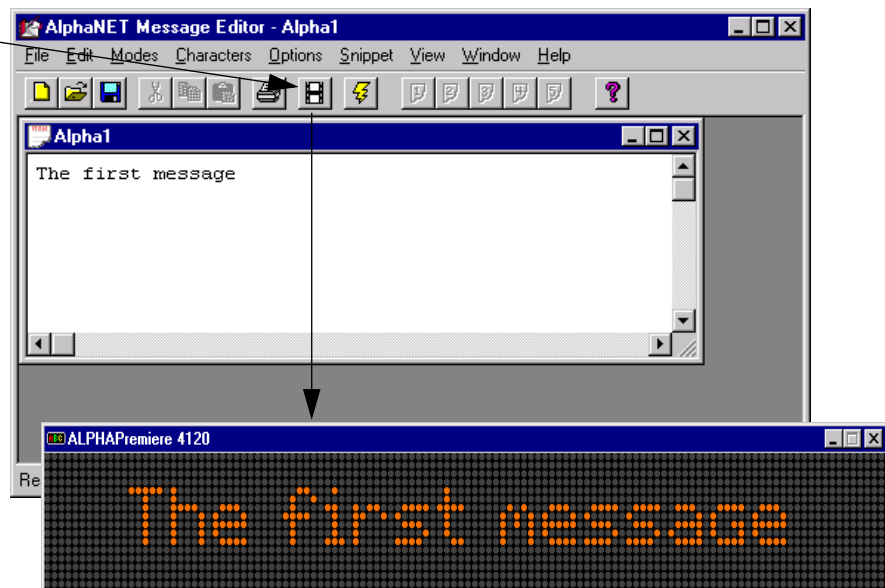 AlphaNET Message Editor - Alpha1
File Edit Modes Characters Options Snippet View Window Help
Alpha1
The first message
ALPHAPremiere 4120
Re
The first message